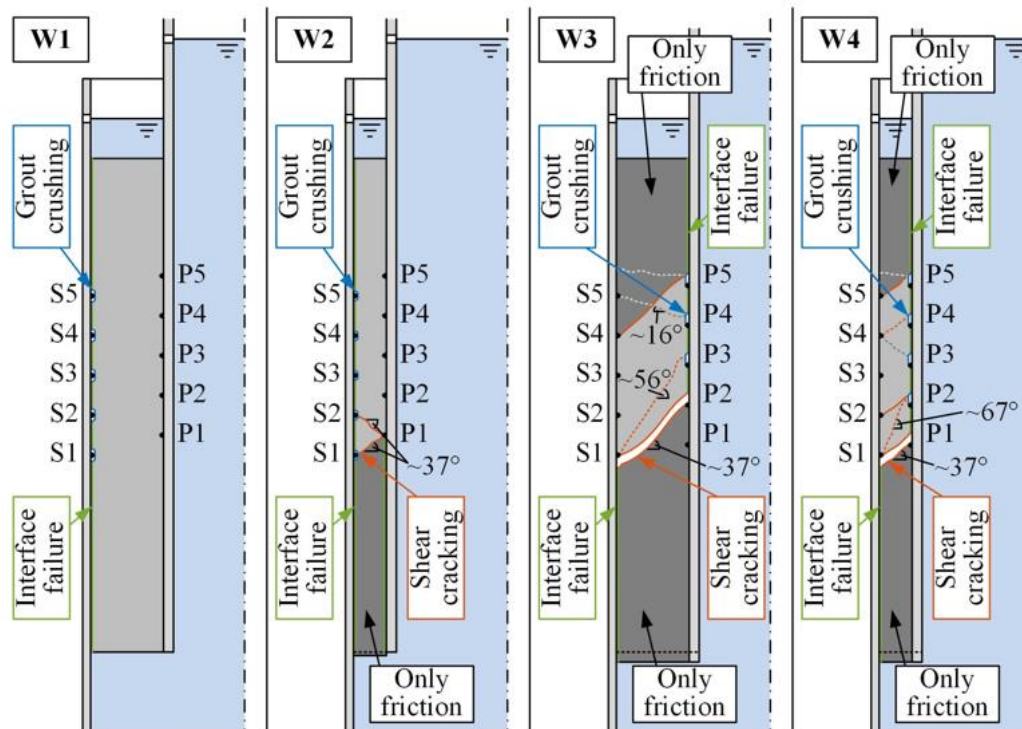 W1
Grout
crushing
S5
S4
S3
S2
S1
P5
P4
P3
P2
P1
Interface
failure
W2
Grout
crushing
S5
S4
S3
S2
S1
P5
P4
P3
P2
P1
~37°
Interface
failure
Shear
cracking
Only
friction
W3
Only
friction
Grout
crushing
Interface
failure
S5
S4
S3
S2
S1
P5
P4
P3
P2
P1
~16°
~56°
~37°
Interface
failure
Shear
cracking
Only
friction
W4
Only
friction
Grout
crushing
Interface
failure
S5
S4
S3
S2
S1
P5
P4
P3
P2
P1
~67°
~37°
Interface
failure
Shear
cracking
Only
friction